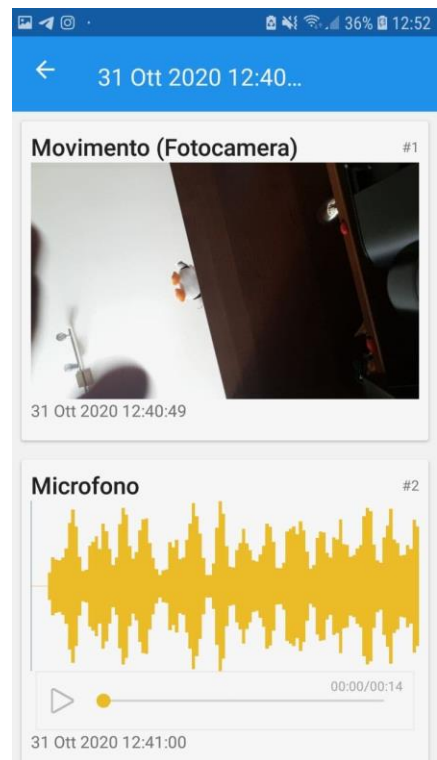 36% 12:52
31 Ott 2020 12:40...
Movimento (Fotocamera)
#1
31 Ott 2020 12:40:49
Microfono
#2
00:00/00:14
31 Ott 2020 12:41:00